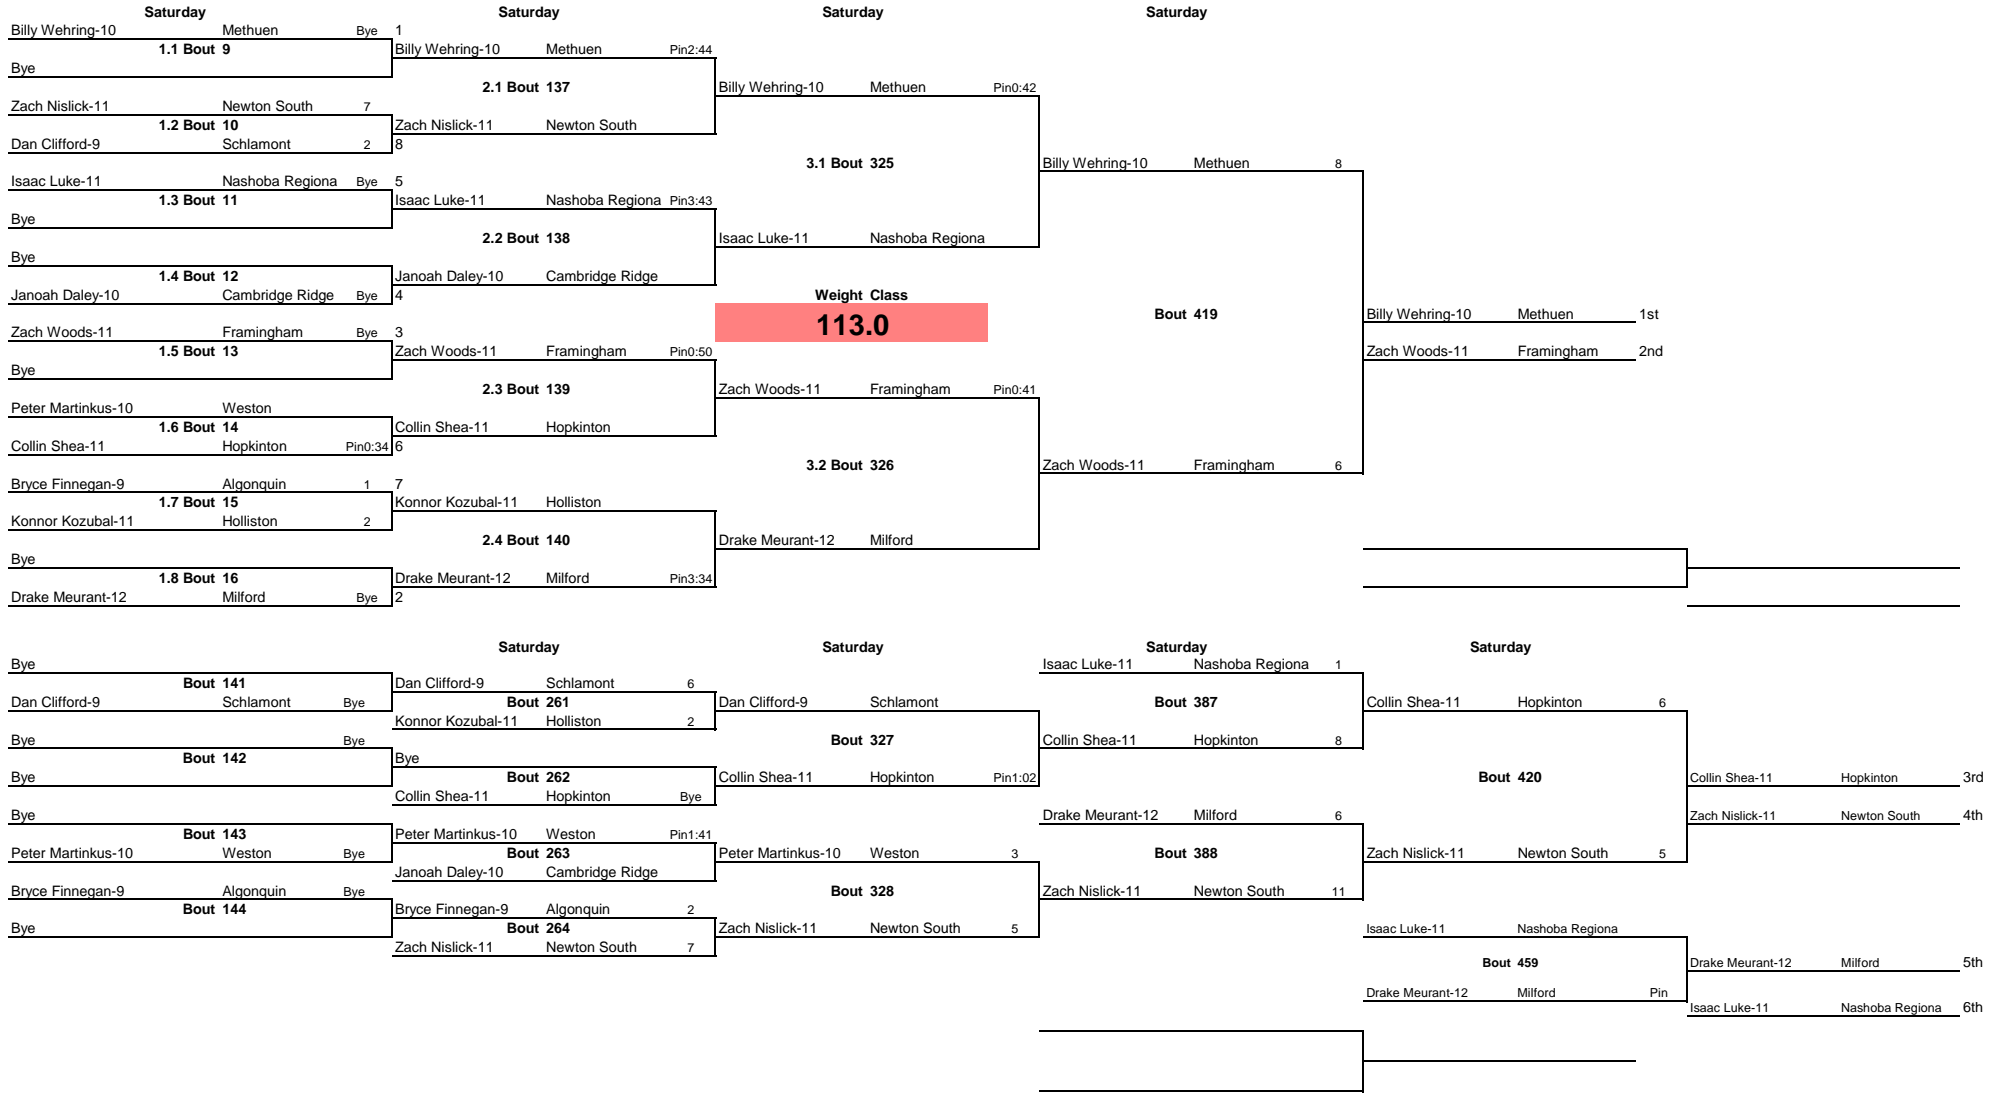 Saturday Saturday Saturday Saturday
Billy Wehring-10 Methuen Bye 1
1.1 Bout 9 Billy Wehring-10 Methuen Pin2:44
Bye
2.1 Bout 137 Billy Wehring-10 Methuen Pin0:42
Zach Nislick-11 Newton South 7
1.2 Bout 10 Zach Nislick-11 Newton South
Dan Clifford-9 Schlamont 2 8
3.1 Bout 325 Billy Wehring-10 Methuen 8
Isaac Luke-11 Nashoba Regiona Bye 5
1.3 Bout 11 Isaac Luke-11 Nashoba Regiona Pin3:43
Bye
2.2 Bout 138 Isaac Luke-11 Nashoba Regiona
Bye
1.4 Bout 12 Janoah Daley-10 Cambridge Ridge
Janoah Daley-10 Cambridge Ridge Bye 4 Weight Class
113.0 Bout 419 Billy Wehring-10 Methuen 1st
Zach Woods-11 Framingham Bye 3
1.5 Bout 13 Zach Woods-11 Framingham Pin0:50 Zach Woods-11 Framingham 2nd
Bye
2.3 Bout 139 Zach Woods-11 Framingham Pin0:41
Peter Martinkus-10 Weston
1.6 Bout 14 Collin Shea-11 Hopkinton
Collin Shea-11 Hopkinton Pin0:34 6
3.2 Bout 326 Zach Woods-11 Framingham 6
Bryce Finnegan-9 Algonquin 1 7
1.7 Bout 15 Konnor Kozubal-11 Holliston
Konnor Kozubal-11 Holliston 2
2.4 Bout 140 Drake Meurant-12 Milford
Bye
1.8 Bout 16 Drake Meurant-12 Milford Pin3:34
Drake Meurant-12 Milford Bye 2
Saturday Saturday Saturday Saturday
Bye Isaac Luke-11 Nashoba Regiona 1
Bout 141 Dan Clifford-9 Schlamont 6
Dan Clifford-9 Schlamont Bye Bout 261 Dan Clifford-9 Schlamont Bout 387 Collin Shea-11 Hopkinton 6
Konnor Kozubal-11 Holliston 2
Bye Bye Bout 327 Collin Shea-11 Hopkinton 8
Bout 142 Bye
Bye Bout 262 Collin Shea-11 Hopkinton Pin1:02 Bout 420 Collin Shea-11 Hopkinton 3rd
Collin Shea-11 Hopkinton Bye
Bye Drake Meurant-12 Milford 6 Zach Nislick-11 Newton South 4th
Bout 143 Peter Martinkus-10 Weston Pin1:41
Peter Martinkus-10 Weston Bye Bout 263 Peter Martinkus-10 Weston 3 Bout 388 Zach Nislick-11 Newton South 5
Janoah Daley-10 Cambridge Ridge
Bryce Finnegan-9 Algonquin Bye Bout 328 Zach Nislick-11 Newton South 11
Bout 144 Bryce Finnegan-9 Algonquin 2
Bye Bout 264 Zach Nislick-11 Newton South 5 Isaac Luke-11 Nashoba Regiona
Zach Nislick-11 Newton South 7
Bout 459 Drake Meurant-12 Milford 5th
Drake Meurant-12 Milford Pin
Isaac Luke-11 Nashoba Regiona 6th